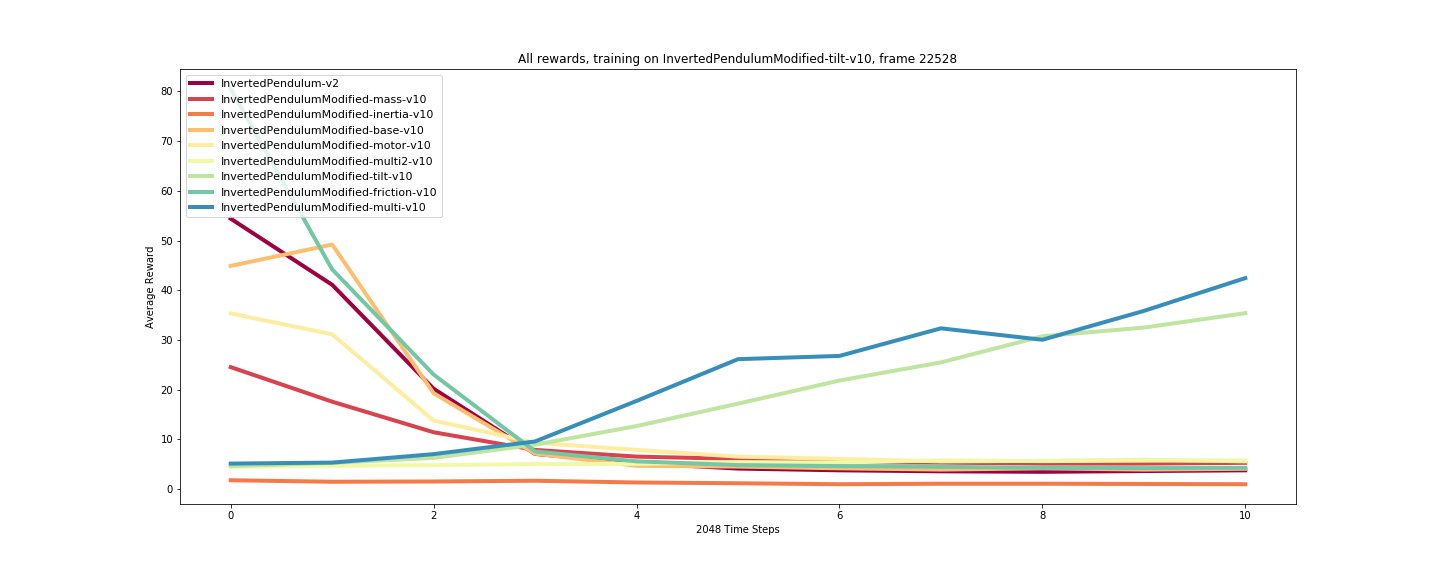 All rewards, training on InvertedPendulumModified-tilt-v10, frame 22528
InvertedPendulum-v2
InvertedPendulumModified-mass-v10
InvertedPendulumModified-inertia-v10
InvertedPendulumModified-base-v10
InvertedPendulumModified-motor-v10
InvertedPendulumModified-multi2-v10
InvertedPendulumModified-tilt-v10
InvertedPendulumModified-friction-v10
InvertedPendulumModified-multi-v10
Average Reward
80
70
60
50
40
30
20
10
0
0 2 4 6 8 10
2048 Time Steps